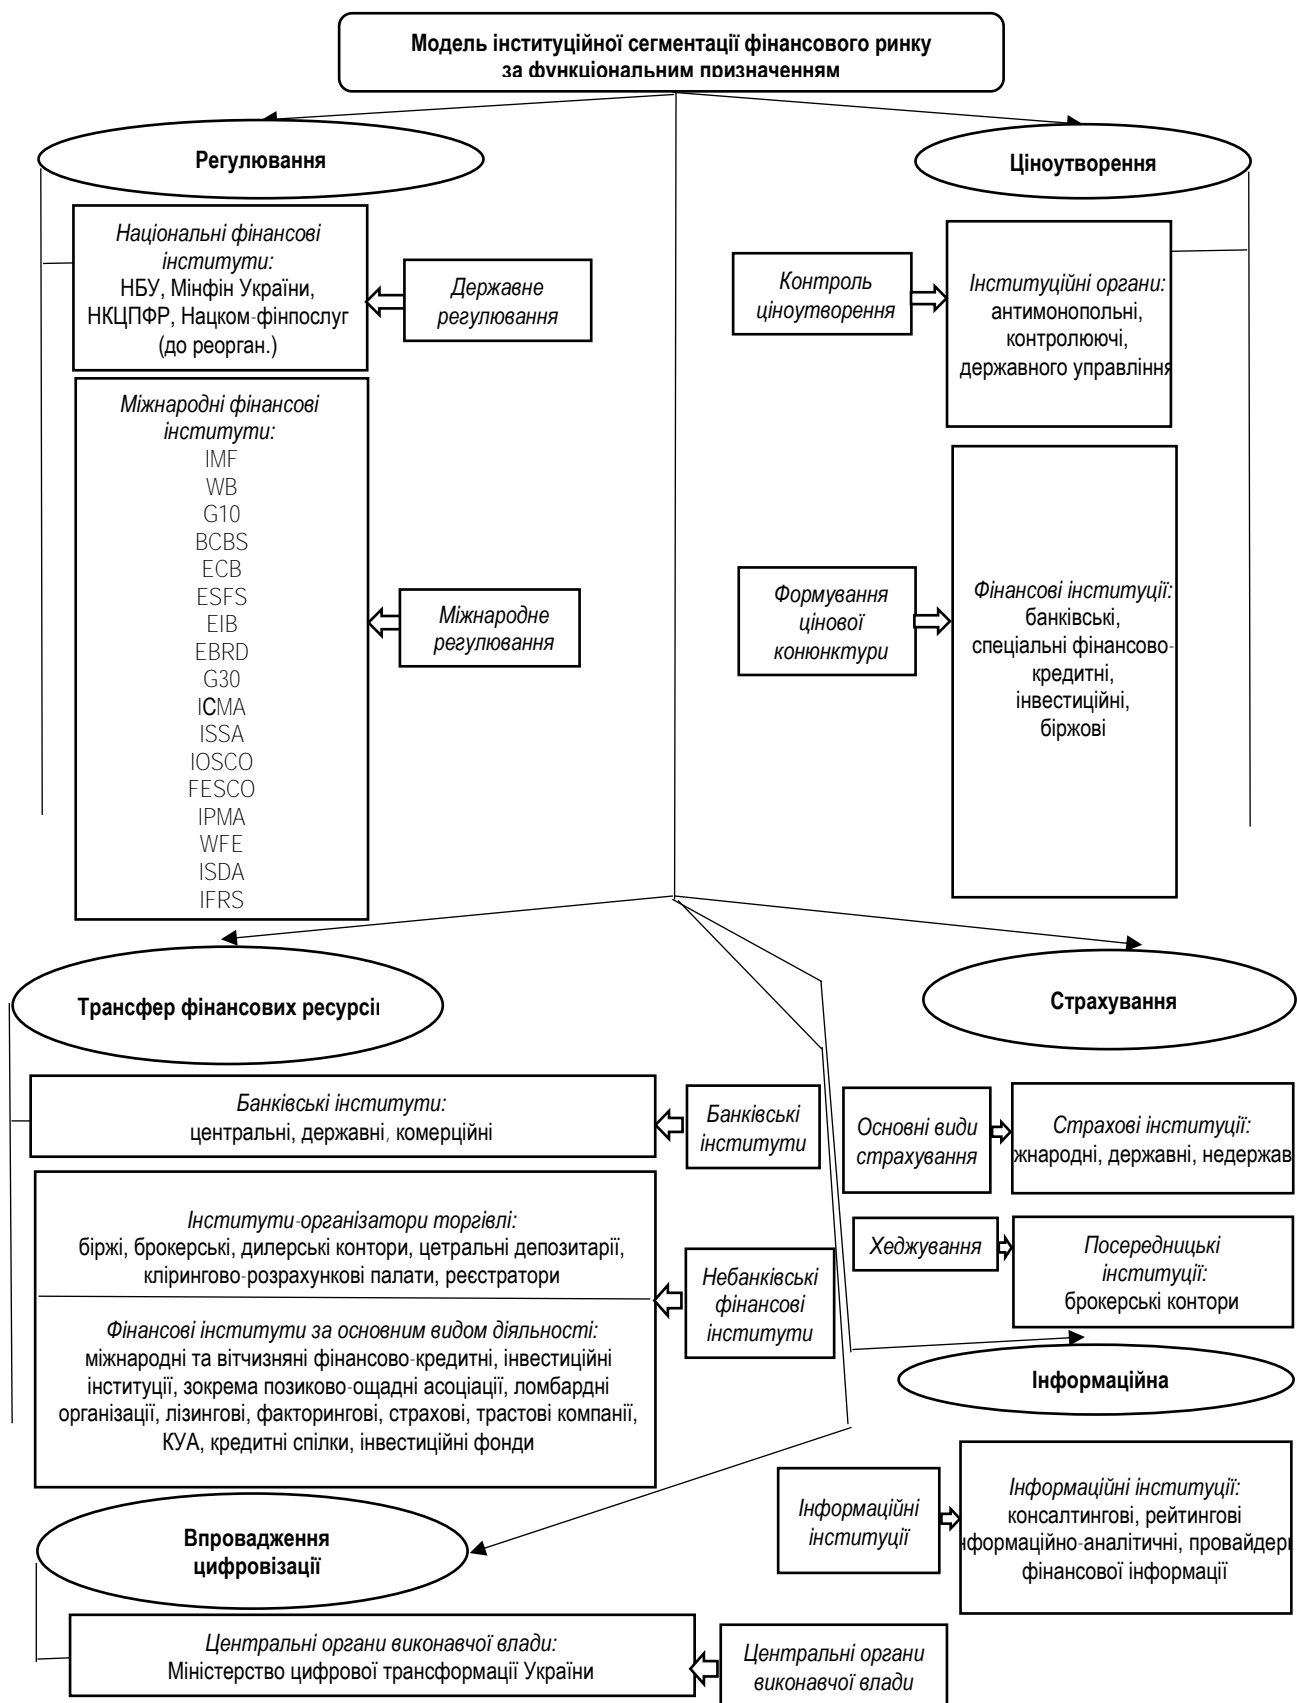 Модель інституційної сегментації фінансового ринку
за функціональним призначенням
Регулювання
Ціноутворення
Національні фінансові
інститути:
НБУ, Мінфін України,
НКЦПФР, Нацком-фінпослуг
(до реорган.)
Державне
регулювання
Контроль
ціноутворення
Інституційні органи:
антимонопольні,
контролюючі,
державного управління
Міжнародні фінансові
інститути:
IMF
WB
G10
BCBS
ECB
ESFS
EIB
EBRD
G30
ICMA
ISSA
IOSCO
FESCO
IPMA
WFE
ISDA
IFRS
Міжнародне
регулювання
Формування
цінової
конюнктури
Фінансові інституції:
банківські,
спеціальні фінансово-
кредитні,
інвестиційні,
біржові
Трансфер фінансових ресурсів
Страхування
Банківські інститути:
центральні, державні, комерційні
Банківські
інститути
Основні види
страхування
Страхові інституції:
жнародні, державні, недержав
Інститути-організатори торгівлі:
біржі, брокерські, дилерські контори, цетральні депозитарії,
клірингово-розрахункові палати, реєстратори
Фінансові інститути за основним видом діяльності:
міжнародні та вітчизняні фінансово-кредитні, інвестиційні
інституції, зокрема позиково-ощадні асоціації, ломбардні
організації, лізингові, факторингові, страхові, трастові компанії,
КУА, кредитні спілки, інвестиційні фонди
Небанківські
фінансові
інститути
Хеджування
Посередницькі
інституції:
брокерські контори
Інформаційна
Інформаційні
інституції
Інформаційні інституції:
консалтингові, рейтингові
нформаційно-аналітичні, провайдери
фінансової інформації
Впровадження
цифровізації
Центральні органи виконавчої влади:
Міністерство цифрової трансформації України
Центральні органи
виконавчої влади